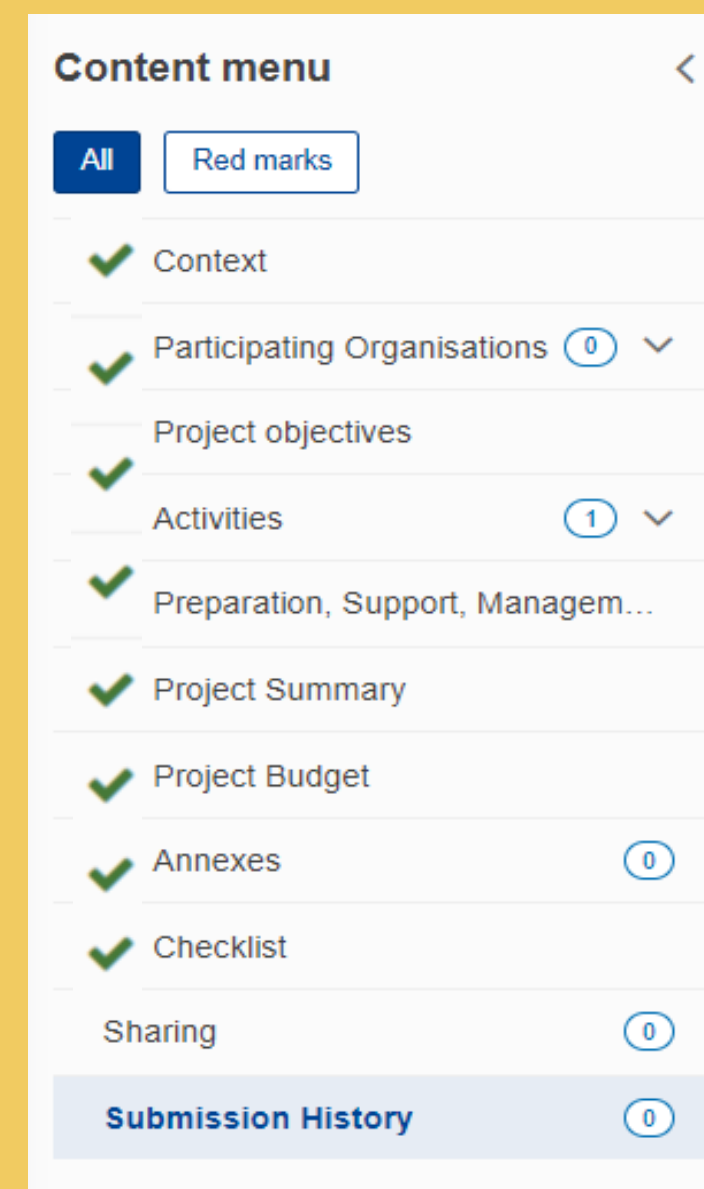 Content menu
All Red marks
Context
Participating Organisations 0
Project objectives
Activities 1
Preparation, Support, Managem...
Project Summary
Project Budget
Annexes 0
Checklist
Sharing 0
Submission History 0